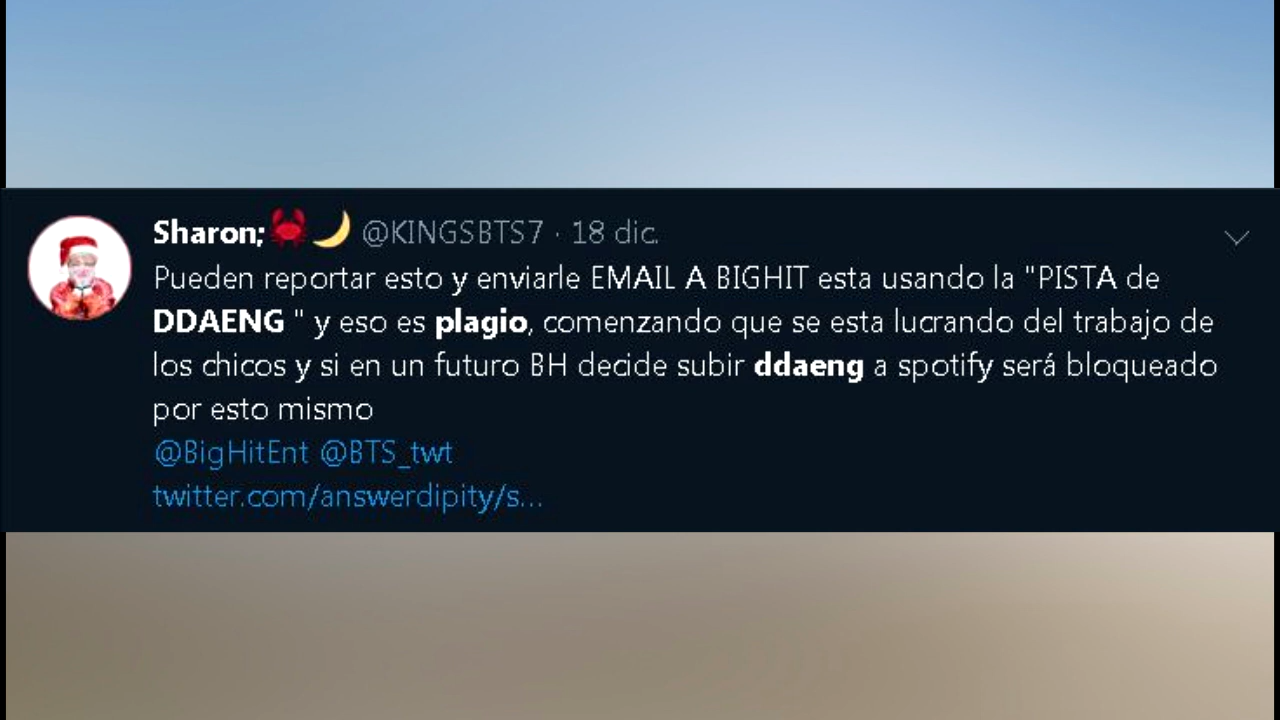 Sharon;🦀🌙 @KINGSBTS7 · 18 dic.
Pueden reportar esto y enviarle EMAIL A BIGHIT esta usando la "PISTA de
DDAENG " y eso es plagio, comenzando que se esta lucrando del trabajo de
los chicos y si en un futuro BH decide subir ddaeng a spotify será bloqueado
por esto mismo
@BigHitEnt @BTS_twt
twitter.com/answerdipity/s...